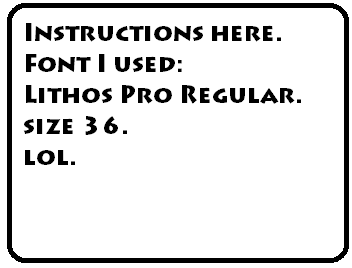 Instructions here.
Font I used:
Lithos Pro Regular.
size 36.
lol.